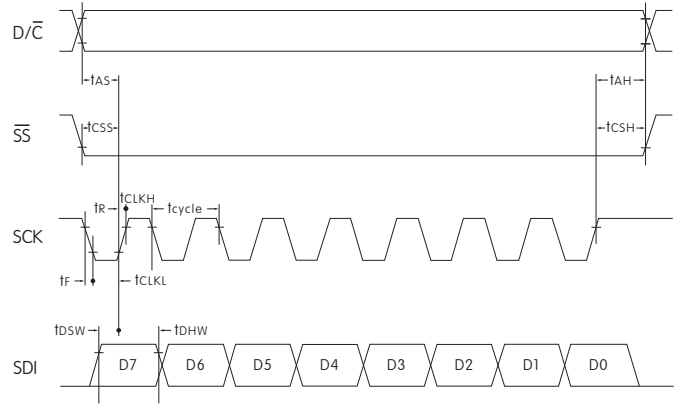 D/C̅
tAS
tAH
S̅S̅
tCSS
tCSH
tR
tCLKH
tcycle
SCK
tF
tCLKL
tDSW
tDHW
SDI
D7
D6
D5
D4
D3
D2
D1
D0